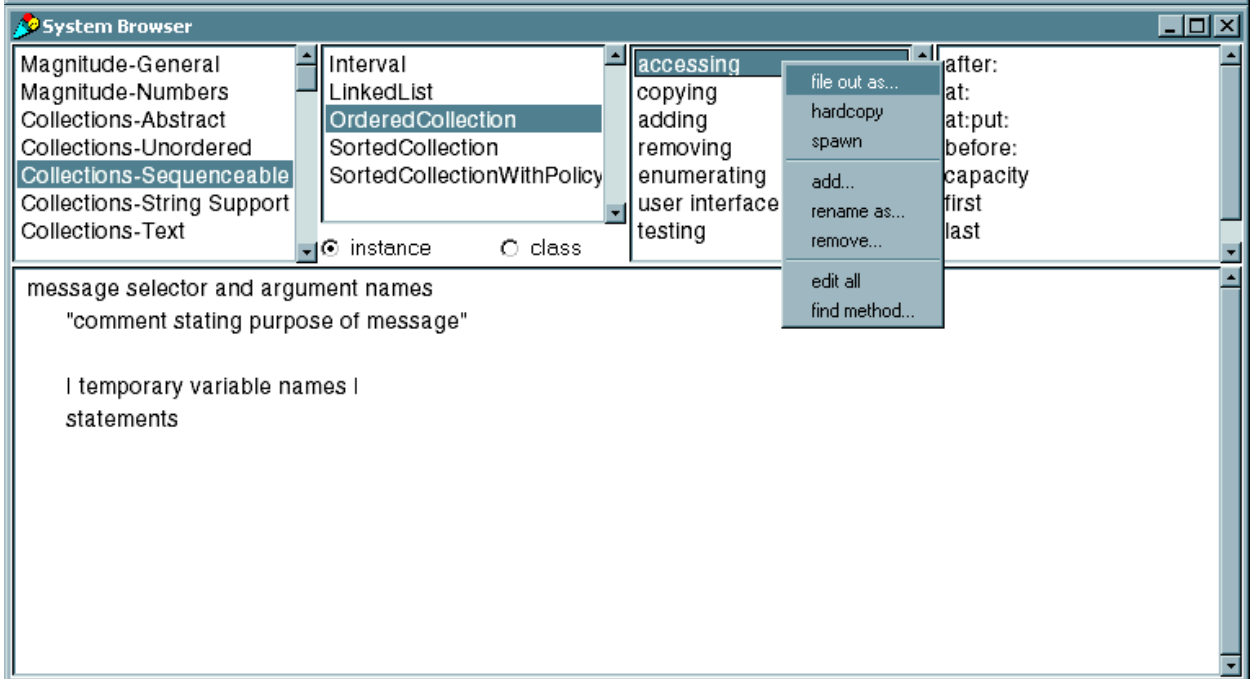 System Browser
Magnitude-General
Magnitude-Numbers
Collections-Abstract
Collections-Unordered
Collections-Sequenceable
Collections-String Support
Collections-Text
Interval
LinkedList
OrderedCollection
SortedCollection
SortedCollectionWithPolicy
instance
class
accessing
copying
adding
removing
enumerating
user interface
testing
file out as...
hardcopy
spawn
add...
rename as...
remove...
edit all
find method...
after:
at:
at:put:
before:
capacity
first
last
message selector and argument names
"comment stating purpose of message"
| temporary variable names |
statements